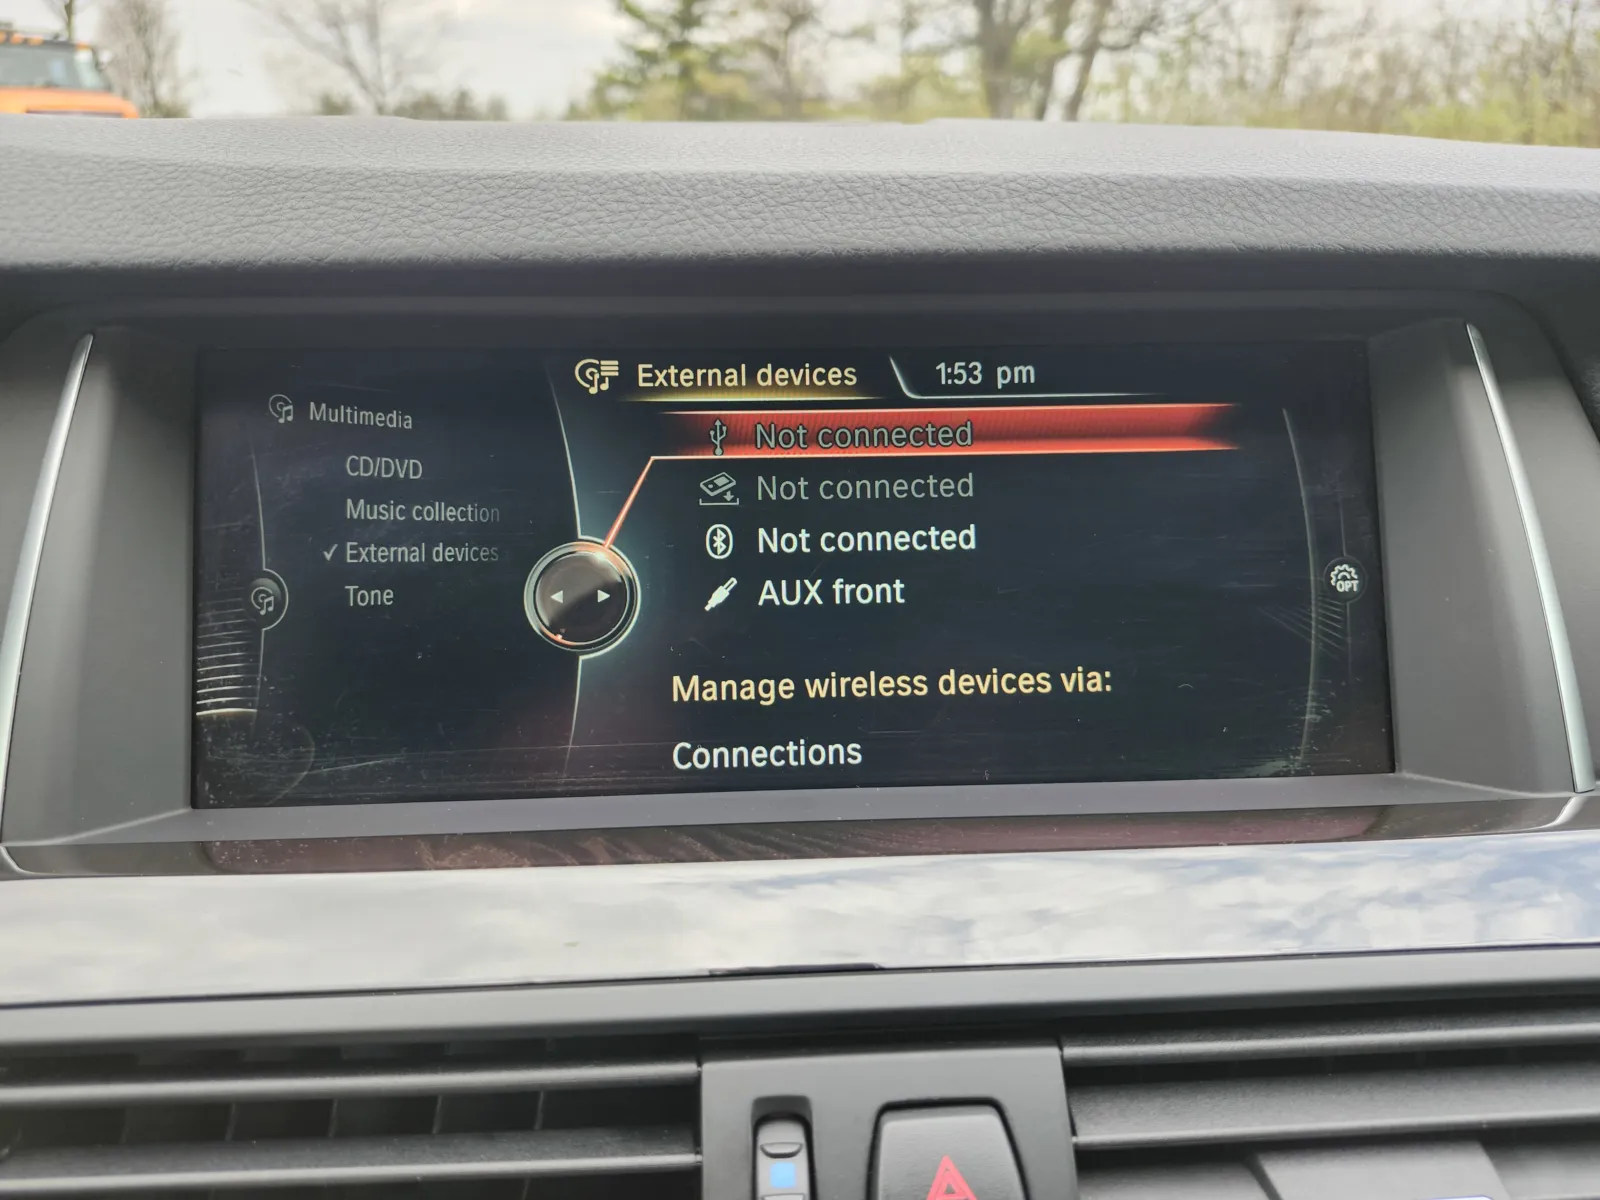 External devices
1:53 pm
Multimedia
CD/DVD
Music collection
External devices
Tone
Not connected
Not connected
Not connected
AUX front
Manage wireless devices via:
Connections
OPT